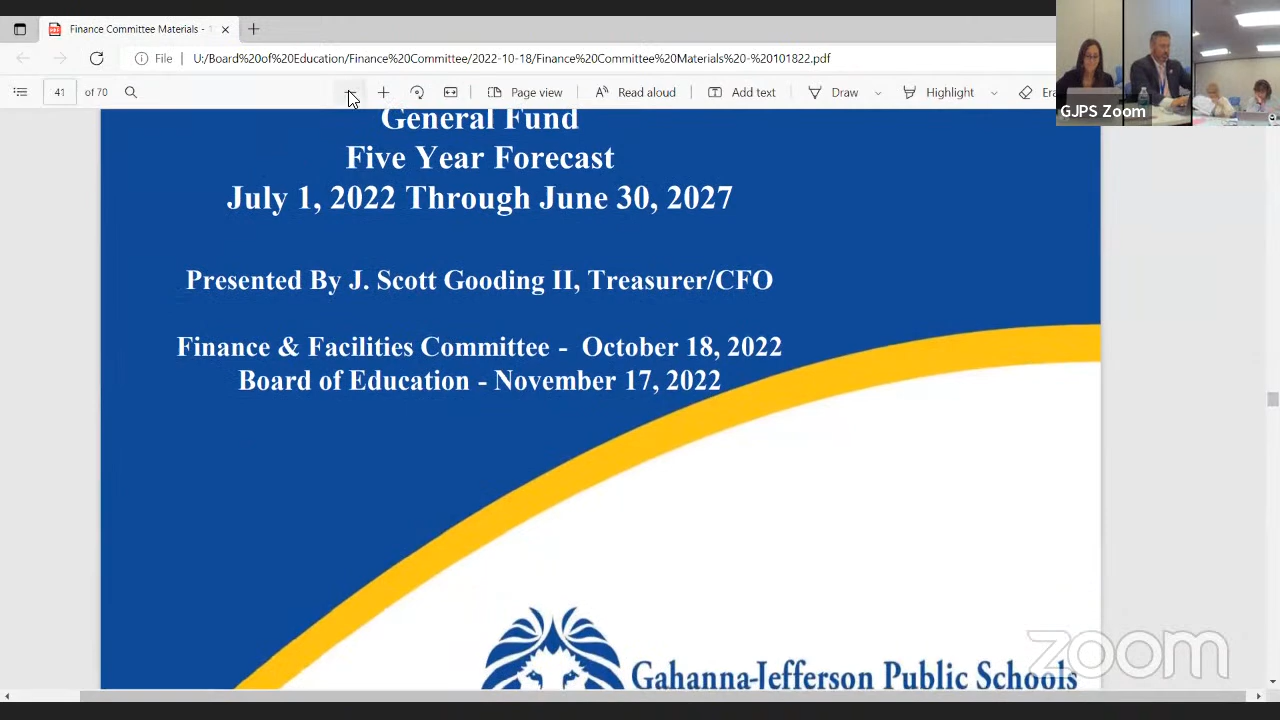 Finance Committee Materials - 1
File
U:/Board%20of%20Education/Finance%20Committee/2022-10-18/Finance%20Committee%20Materials%20-%20101822.pdf
41 of 70
Page view
Read aloud
Add text
Draw
Highlight
Era
GJPS Zoom
General Fund
Five Year Forecast
July 1, 2022 Through June 30, 2027
Presented By J. Scott Gooding II, Treasurer/CFO
Finance & Facilities Committee - October 18, 2022
Board of Education - November 17, 2022
Gahanna-Jefferson Public Schools
zoom